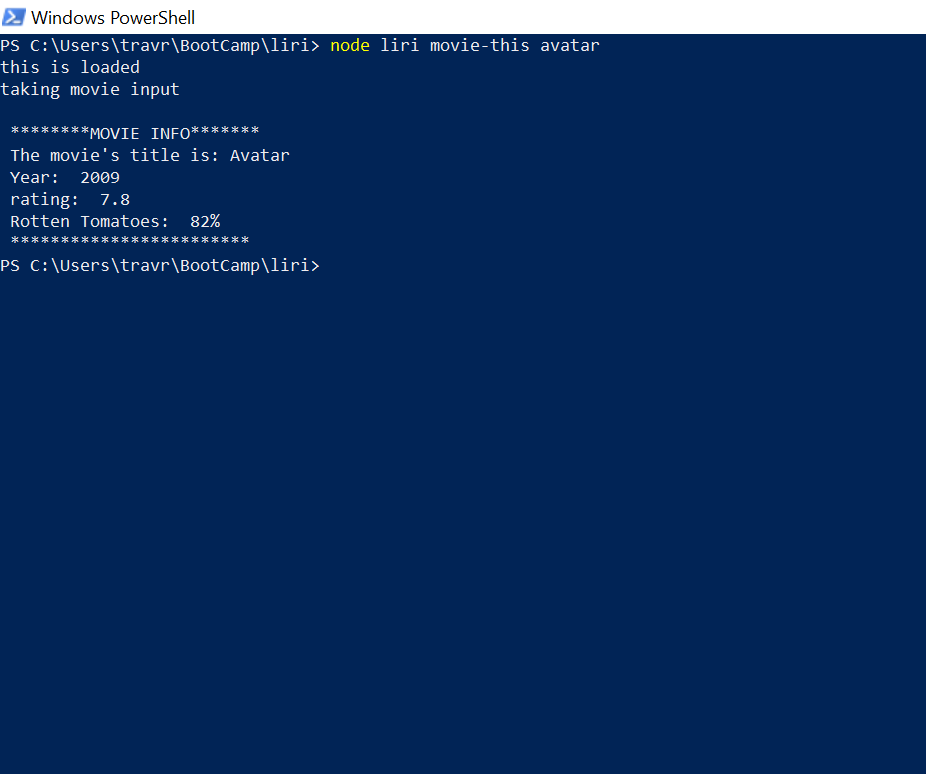 Windows PowerShell
PS C:\Users\travr\BootCamp\liri> node liri movie-this avatar
this is loaded
taking movie input
********MOVIE INFO*******
The movie's title is: Avatar
Year:  2009
rating:  7.8
Rotten Tomatoes:  82%
************************
PS C:\Users\travr\BootCamp\liri>